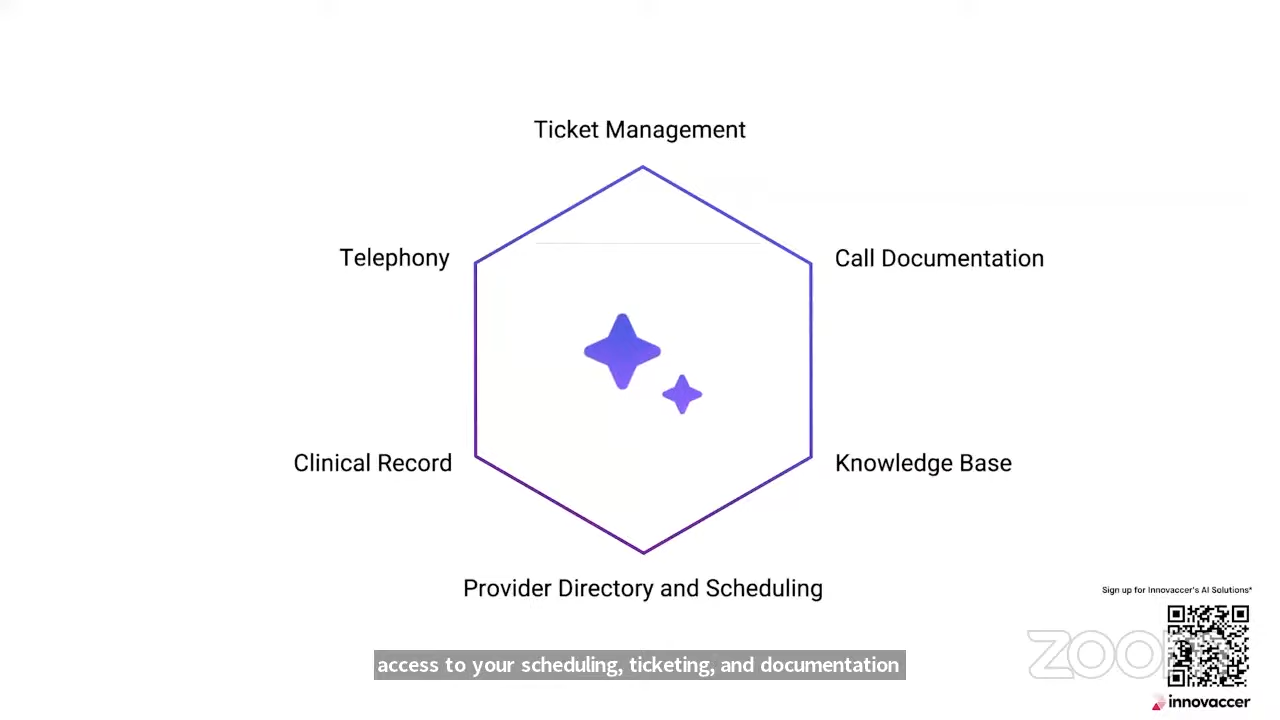 Ticket Management
Telephony
Call Documentation
Clinical Record
Knowledge Base
Provider Directory and Scheduling
Sign up for Innovaccer's AI Solutions*
access to your scheduling, ticketing, and documentation
zoom
innovaccer